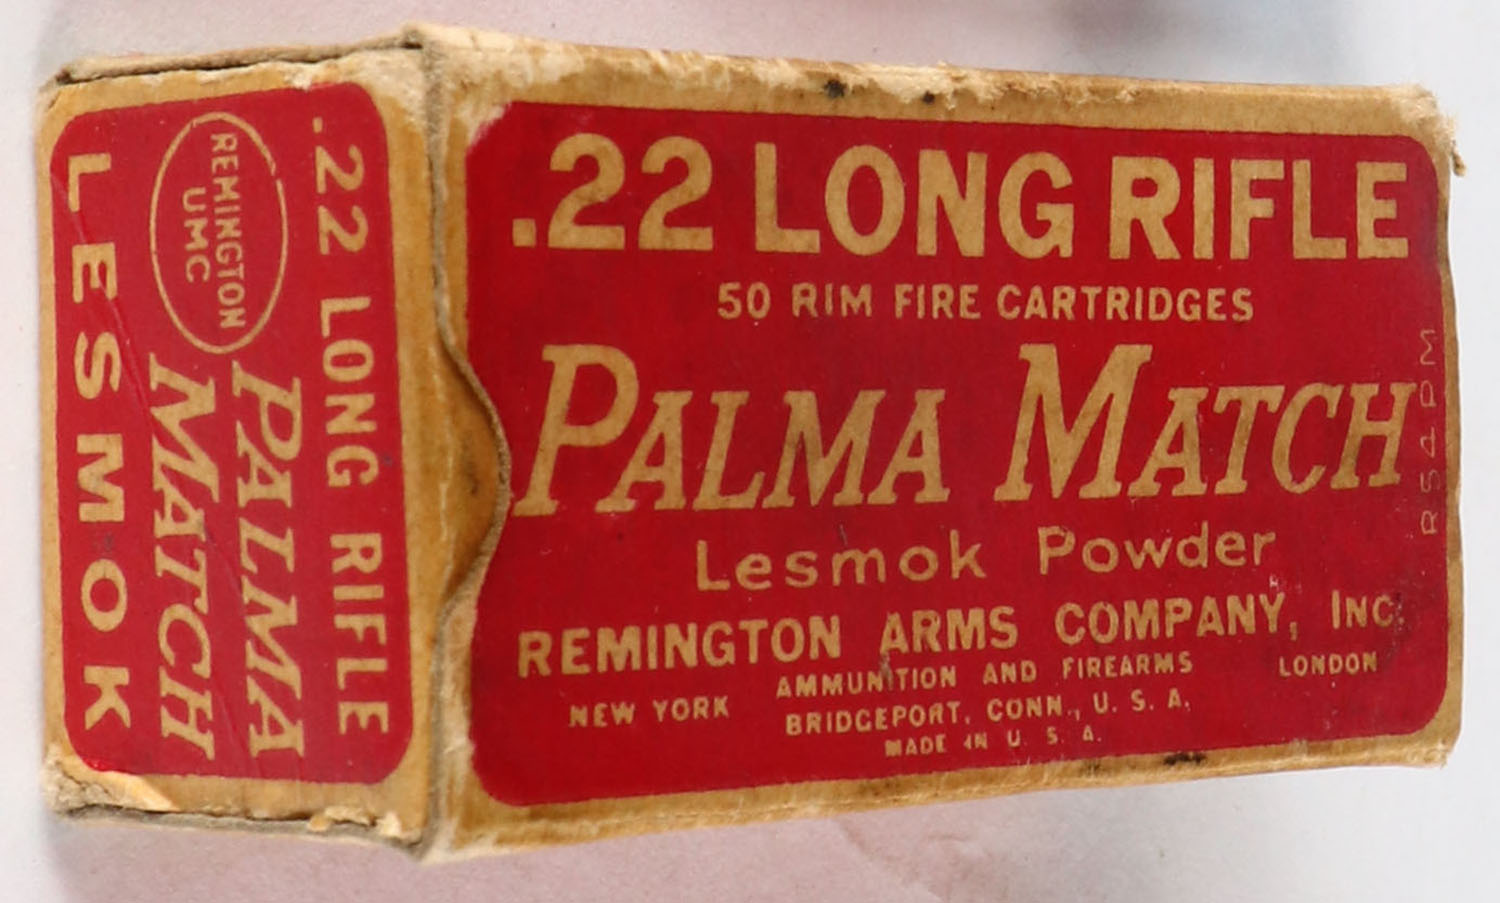 .22 LONG RIFLE
REMINGTON
UMC
PALMA
MATCH
LESMOK
.22 LONG RIFLE
50 RIM FIRE CARTRIDGES
PALMA MATCH
Lesmok Powder
REMINGTON ARMS COMPANY, INC.
AMMUNITION AND FIREARMS
NEW YORK BRIDGEPORT, CONN., U. S. A. LONDON
MADE IN U. S. A.
R54PM